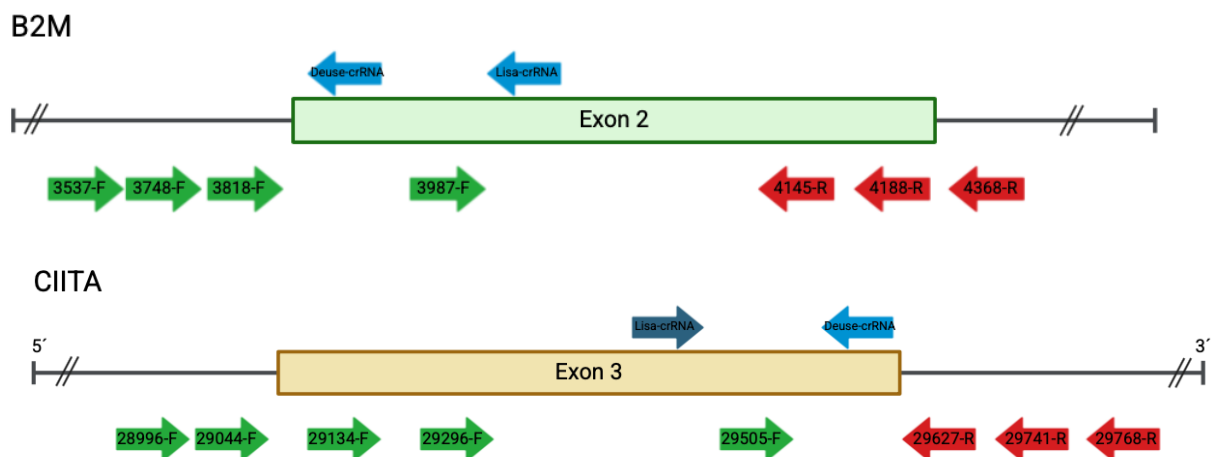 B2M
Deuse-crRNA Lisa-crRNA
Exon 2
3537-F 3748-F 3818-F 3987-F 4145-R 4188-R 4368-R
CIITA
Lisa-crRNA Deuse-crRNA
5´ 3´
Exon 3
28996-F 29044-F 29134-F 29296-F 29505-F 29627-R 29741-R 29768-R